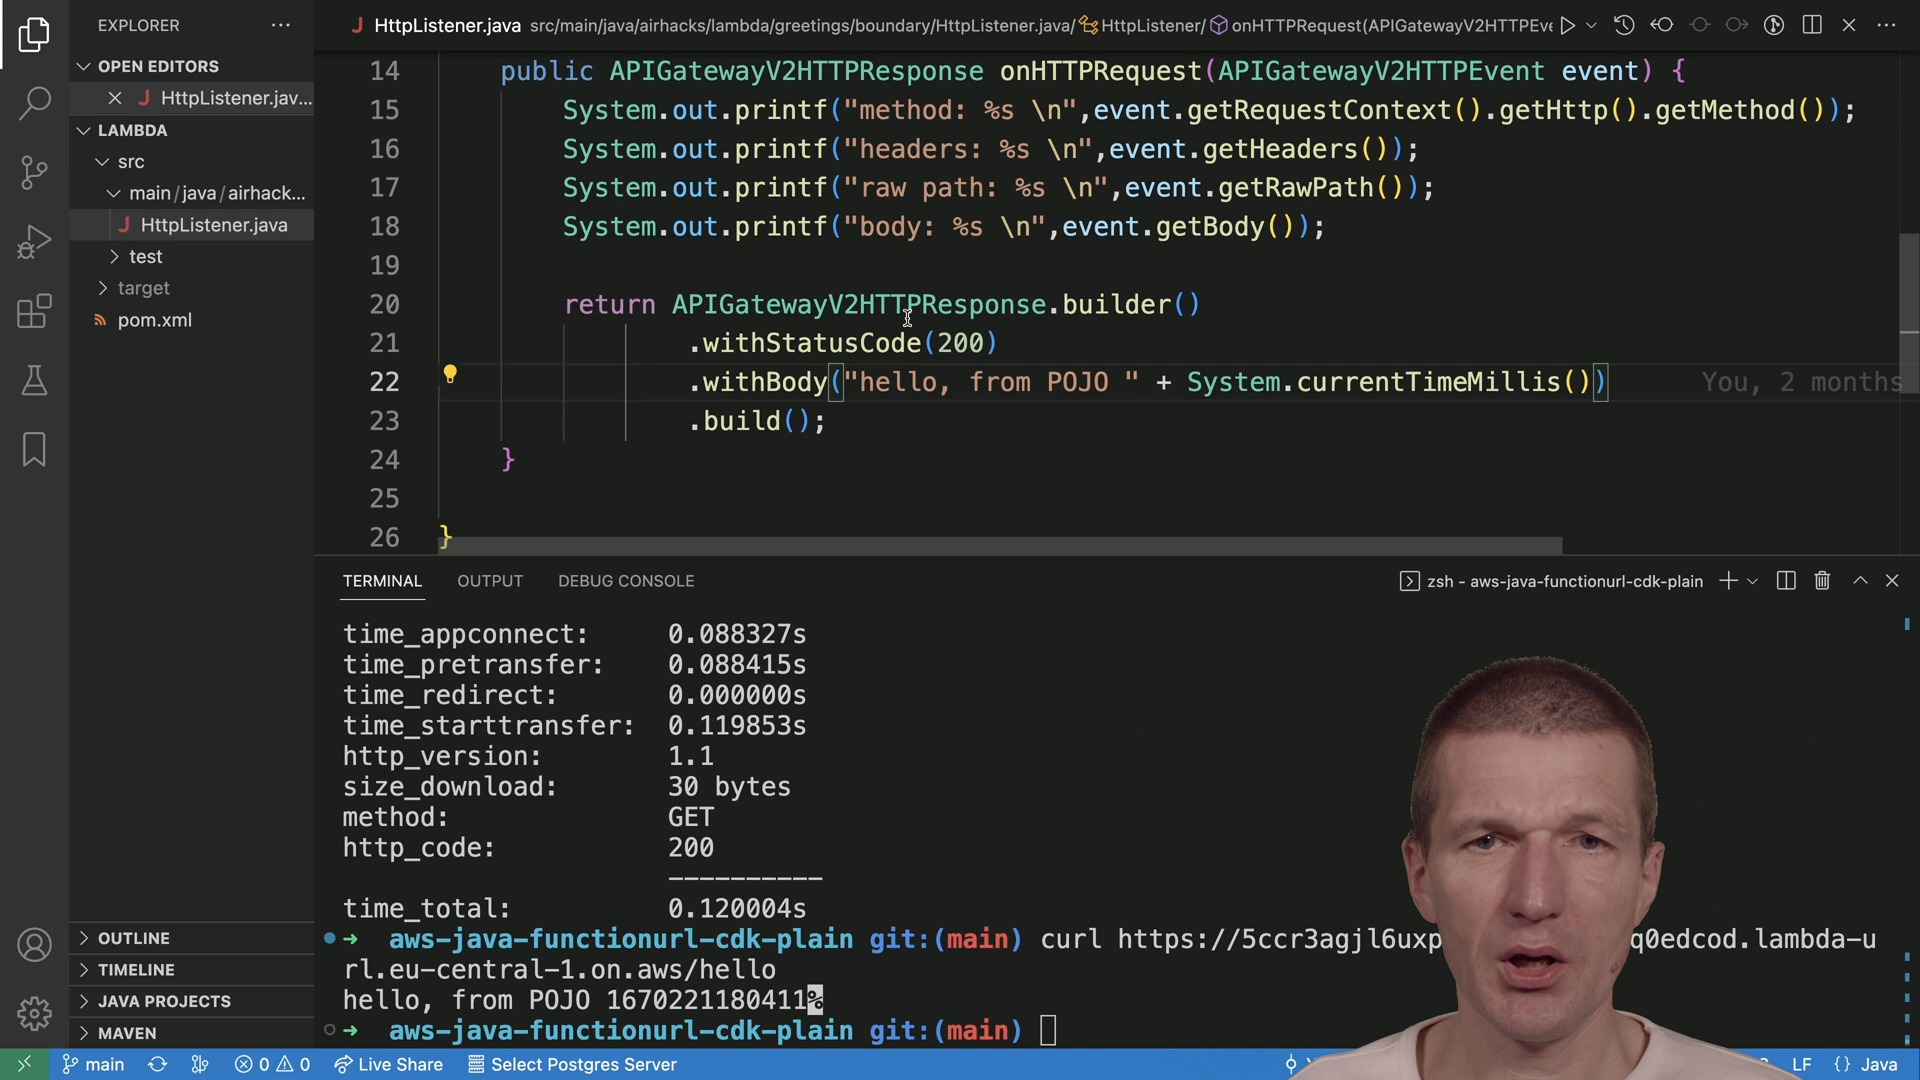 EXPLORER
HttpListener.java src/main/java/airhacks/lambda/greetings/boundary/HttpListener.java/ HttpListener/ onHTTPRequest(APIGatewayV2HTTPEve
OPEN EDITORS
HttpListener.jav...
LAMBDA
src
main/java/airhack...
HttpListener.java
test
target
pom.xml
14 public APIGatewayV2HTTPResponse onHTTPRequest(APIGatewayV2HTTPEvent event) {
15 System.out.printf("method: %s \n",event.getRequestContext().getHttp().getMethod());
16 System.out.printf("headers: %s \n",event.getHeaders());
17 System.out.printf("raw path: %s \n",event.getRawPath());
18 System.out.printf("body: %s \n",event.getBody());
19
20 return APIGatewayV2HTTPResponse.builder()
21 .withStatusCode(200)
22 .withBody("hello, from POJO " + System.currentTimeMillis()) You, 2 months
23 .build();
24 }
25
26 }
TERMINAL OUTPUT DEBUG CONSOLE zsh - aws-java-functionurl-cdk-plain
time_appconnect: 0.088327s
time_pretransfer: 0.088415s
time_redirect: 0.000000s
time_starttransfer: 0.119853s
http_version: 1.1
size_download: 30 bytes
method: GET
http_code: 200
----------
time_total: 0.120004s
➜ aws-java-functionurl-cdk-plain git:(main) curl https://5ccr3agjl6uxp q0edcod.lambda-u
rl.eu-central-1.on.aws/hello
hello, from POJO 1670221180411%
➜ aws-java-functionurl-cdk-plain git:(main)
OUTLINE
TIMELINE
JAVA PROJECTS
MAVEN
main 0 0 Live Share Select Postgres Server LF {} Java